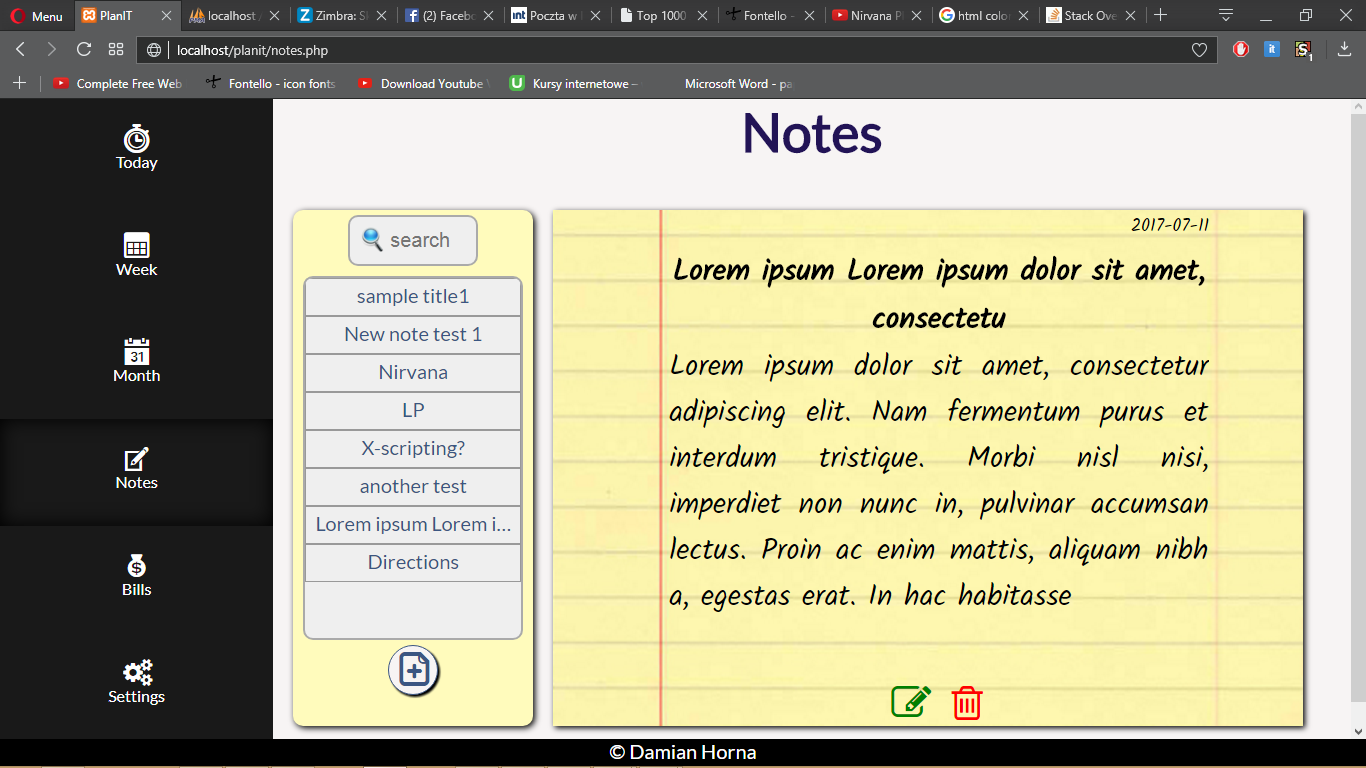 Menu
PlanIT
localhost /
Zimbra: Sk
(2) Facebo
Poczta w I
Top 1000
Fontello -
Nirvana Pl
html color
Stack Ove
localhost/planit/notes.php
Complete Free Web
Fontello - icon fonts
Download Youtube
Kursy internetowe –
Microsoft Word - pa
Today
Week
31
Month
Notes
Bills
Settings
Notes
search
sample title1
New note test 1
Nirvana
LP
X-scripting?
another test
Lorem ipsum Lorem i...
Directions
2017-07-11
Lorem ipsum Lorem ipsum dolor sit amet,
consectetu
Lorem ipsum dolor sit amet, consectetur
adipiscing elit. Nam fermentum purus et
interdum tristique. Morbi nisl nisi,
imperdiet non nunc in, pulvinar accumsan
lectus. Proin ac enim mattis, aliquam nibh
a, egestas erat. In hac habitasse
© Damian Horna